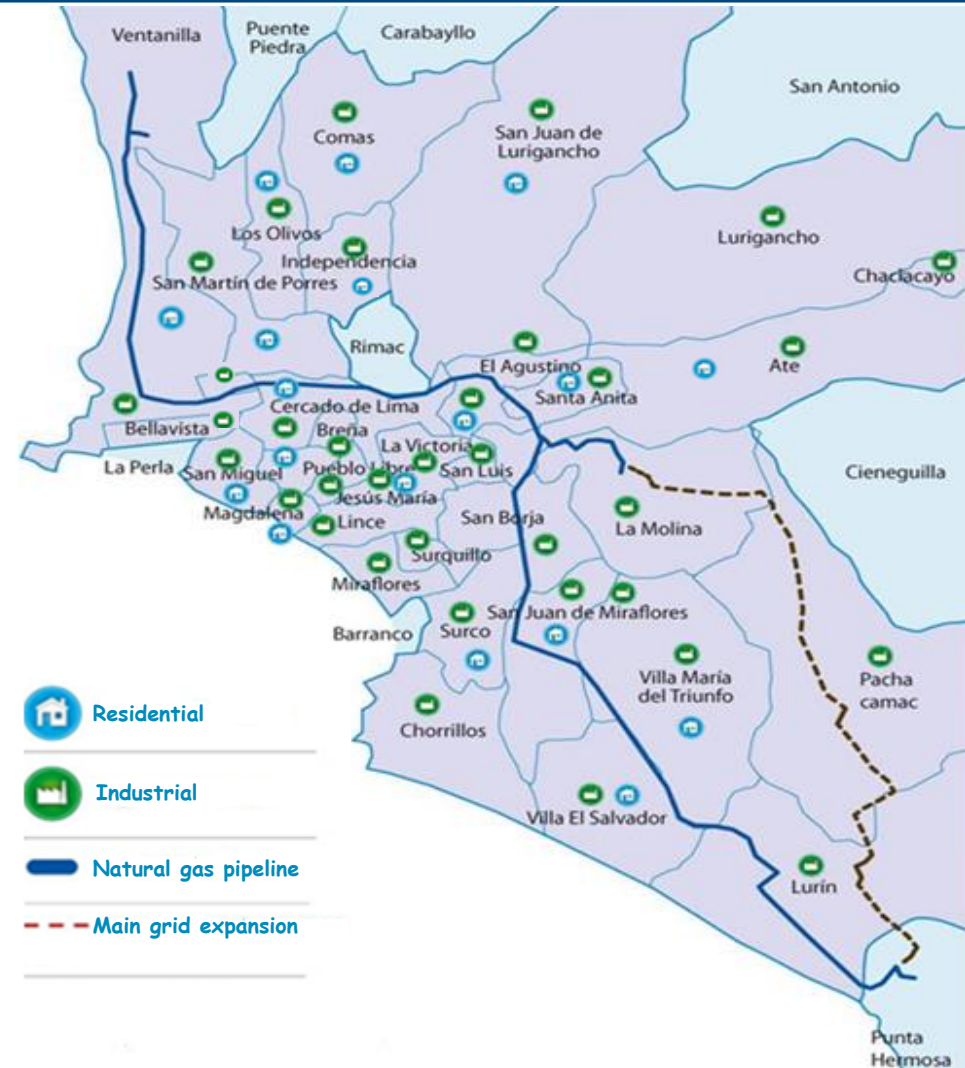 Ventanilla
Puente
Piedra
Carabayllo
San Antonio
Comas
San Juan de
Lurigancho
Los Olivos
Lurigancho
Independencia
Chaclacayo
San Martín de Porres
Rimac
El Agustino
Ate
Santa Anita
Cercado de Lima
Bellavista
Breña
La Victoria
La Perla
San Miguel
Pueblo Libre
San Luis
Cieneguilla
Jesús María
Magdalena
Lince
San Borja
La Molina
Surquillo
Miraflores
San Juan de Miraflores
Barranco
Surco
Villa María
del Triunfo
Pacha
camac
Chorrillos
Villa El Salvador
Lurín
Punta
Hermosa
Residential
Industrial
Natural gas pipeline
Main grid expansion